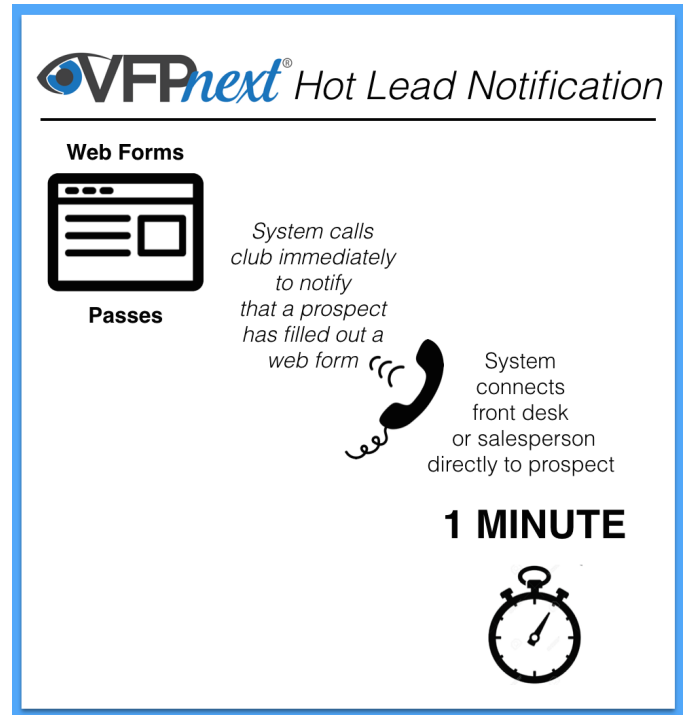 VFPnext® Hot Lead Notification
Web Forms
Passes
System calls
club immediately
to notify
that a prospect
has filled out a
web form
System
connects
front desk
or salesperson
directly to prospect
1 MINUTE